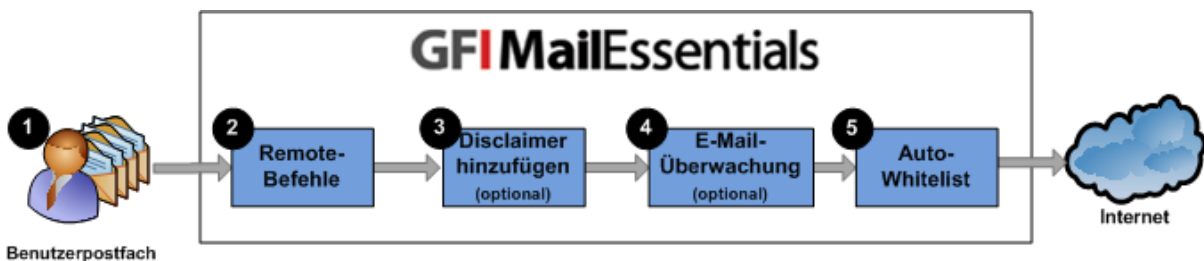 GFI MailEssentials
1
2
Remote-
Befehle
3
Disclaimer
hinzufügen
(optional)
4
E-Mail-
Überwachung
(optional)
5
Auto-
Whitelist
Benutzerpostfach
Internet